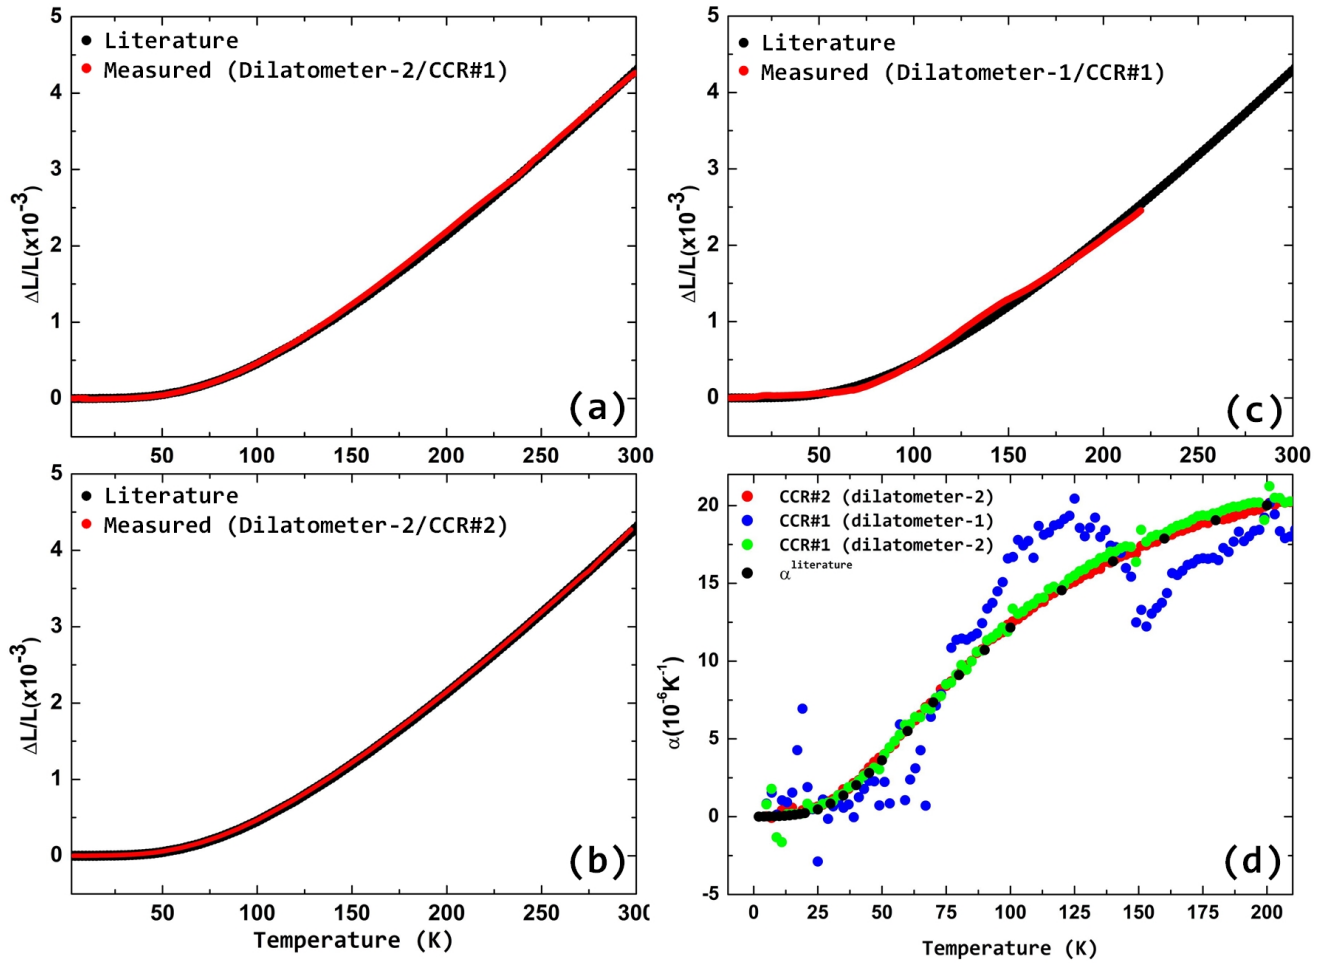 5
4
3
2
1
0
ΔL/L(x10⁻³)
Literature
Measured (Dilatometer-2/CCR#1)
(a)
50 100 150 200 250 300
5
4
3
2
1
0
ΔL/L(x10⁻³)
Literature
Measured (Dilatometer-1/CCR#1)
(c)
50 100 150 200 250 300
5
4
3
2
1
0
ΔL/L(x10⁻³)
Literature
Measured (Dilatometer-2/CCR#2)
(b)
50 100 150 200 250 300
Temperature (K)
20
15
10
5
0
-5
α(10⁻⁶K⁻¹)
CCR#2 (dilatometer-2)
CCR#1 (dilatometer-1)
CCR#1 (dilatometer-2)
α^literature
(d)
0 25 50 75 100 125 150 175 200
Temperature (K)